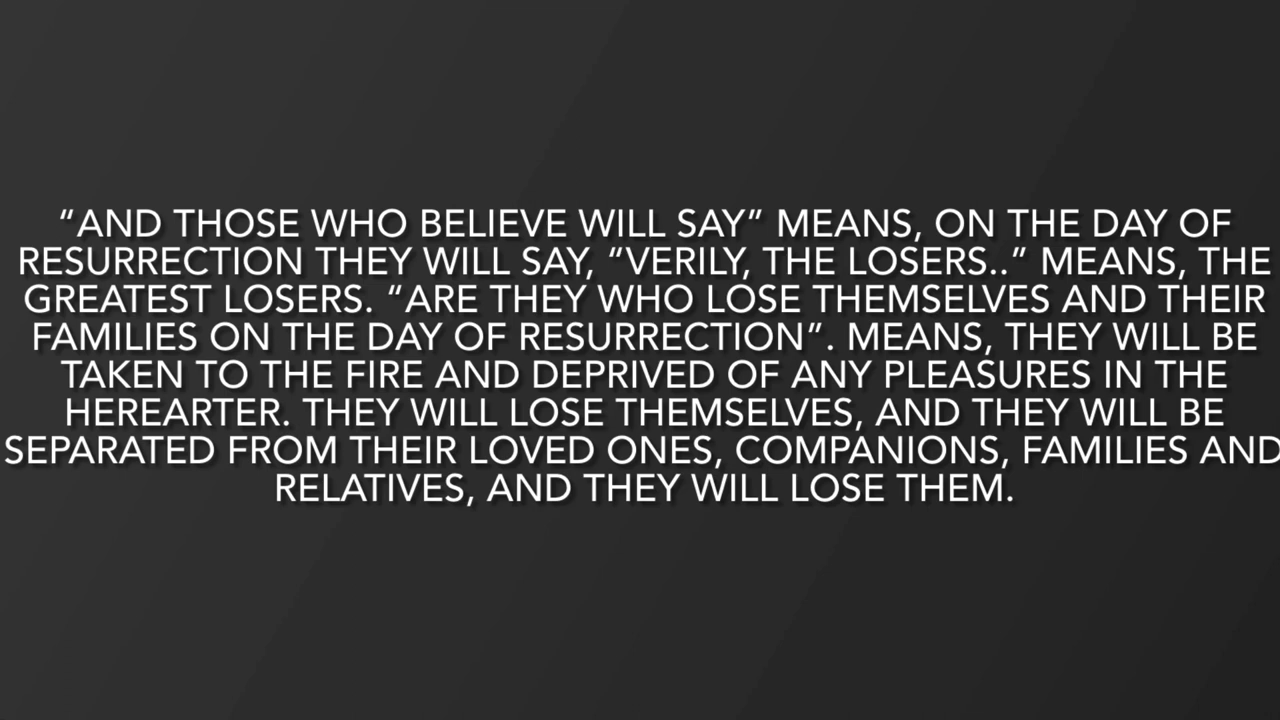 “AND THOSE WHO BELIEVE WILL SAY” MEANS, ON THE DAY OF
RESURRECTION THEY WILL SAY, “VERILY, THE LOSERS..” MEANS, THE
GREATEST LOSERS. “ARE THEY WHO LOSE THEMSELVES AND THEIR
FAMILIES ON THE DAY OF RESURRECTION”. MEANS, THEY WILL BE
TAKEN TO THE FIRE AND DEPRIVED OF ANY PLEASURES IN THE
HEREARTER. THEY WILL LOSE THEMSELVES, AND THEY WILL BE
SEPARATED FROM THEIR LOVED ONES, COMPANIONS, FAMILIES AND
RELATIVES, AND THEY WILL LOSE THEM.